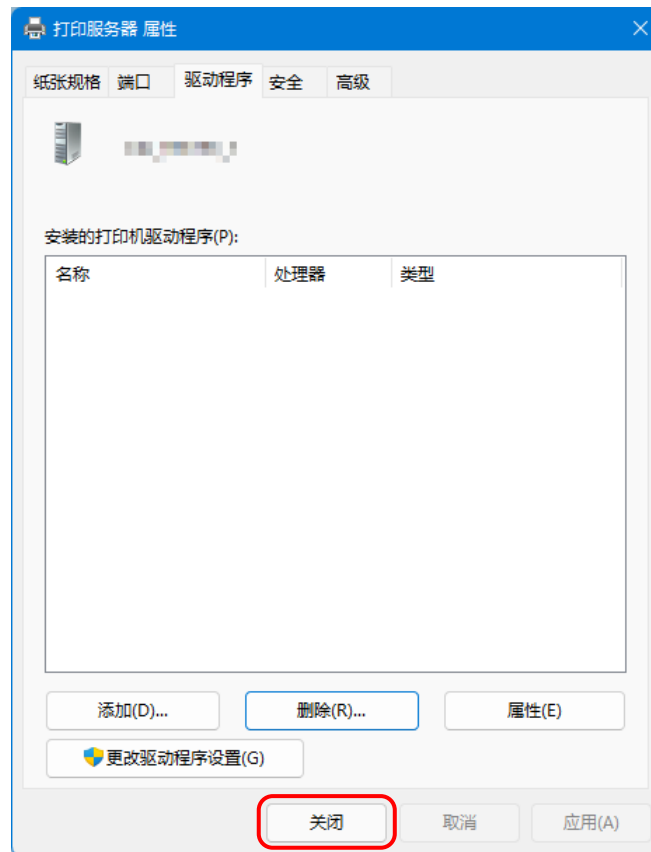 打印服务器 属性
纸张规格 端口 驱动程序 安全 高级
安装的打印机驱动程序(P):
名称 处理器 类型
添加(D)... 删除(R)... 属性(E)
更改驱动程序设置(G)
关闭 取消 应用(A)